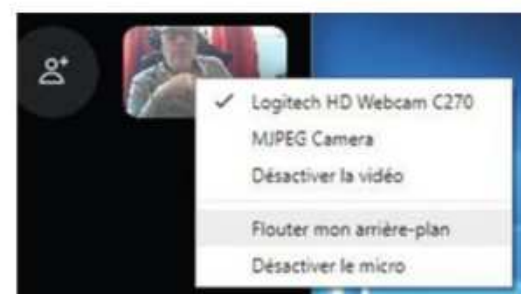 Logitech HD Webcam C270
MJPEG Camera
Désactiver la vidéo
Flouter mon arrière-plan
Désactiver le micro